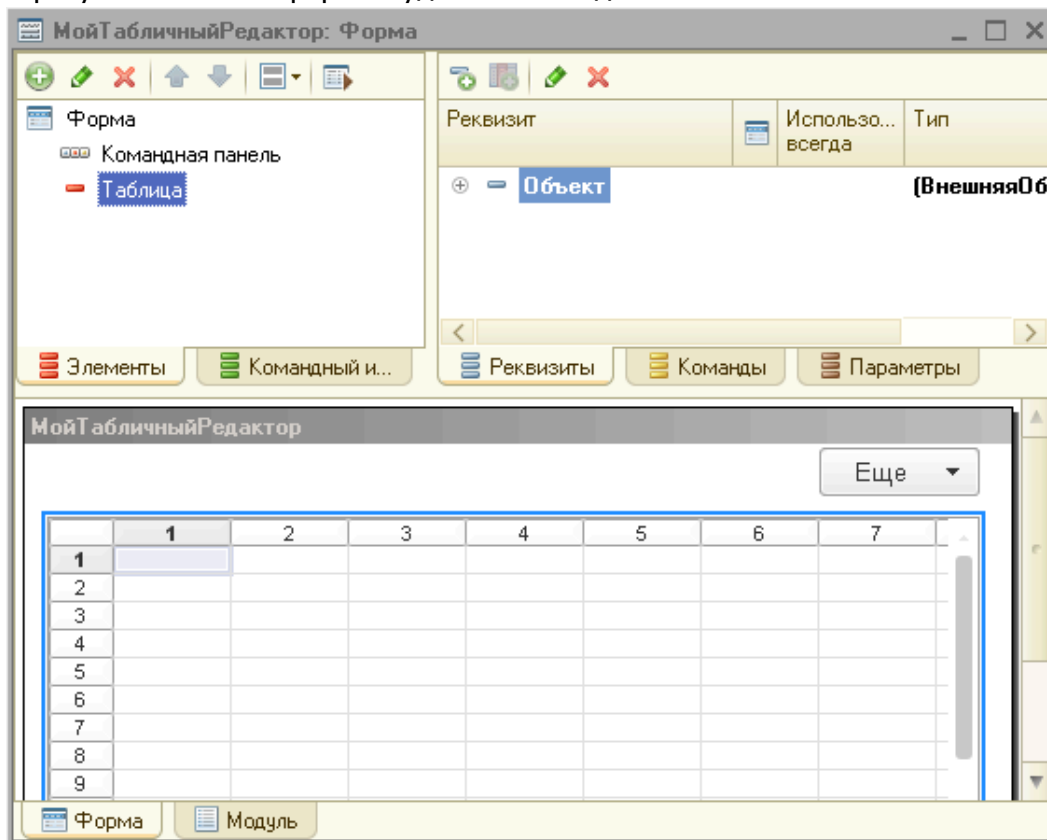 МойТабличныйРедактор: Форма
Форма
Командная панель
Таблица
Реквизит
Использо...
всегда
Тип
Объект
(ВнешняяОб
Элементы
Командный и...
Реквизиты
Команды
Параметры
МойТабличныйРедактор
Еще
1 2 3 4 5 6 7
1
2
3
4
5
6
7
8
9
Форма
Модуль